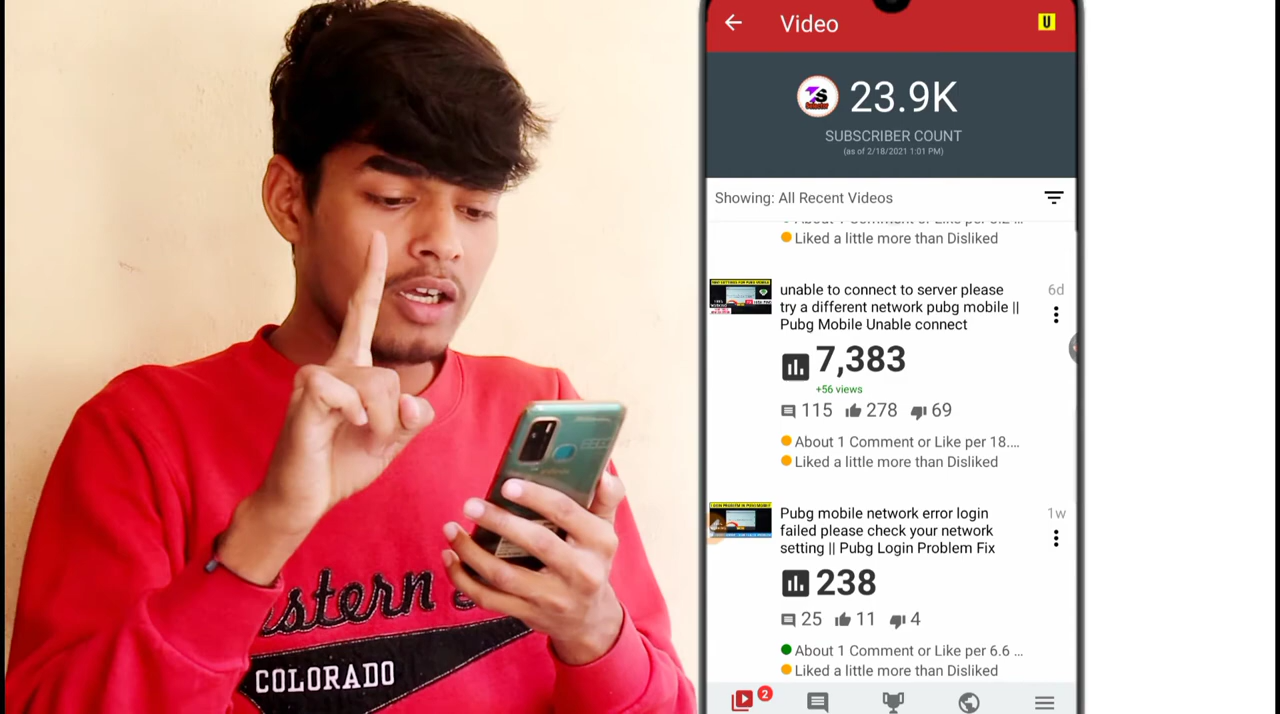 Video
U
23.9K
SUBSCRIBER COUNT
(as of 2/18/2021 1:01 PM)
Showing: All Recent Videos
Liked a little more than Disliked
unable to connect to server please
6d
try a different network pubg mobile ||
Pubg Mobile Unable connect
7,383
+56 views
115 278 69
About 1 Comment or Like per 18....
Liked a little more than Disliked
Pubg mobile network error login
1w
failed please check your network
setting || Pubg Login Problem Fix
238
25 11 4
About 1 Comment or Like per 6.6 ...
Liked a little more than Disliked
2
COLORADO